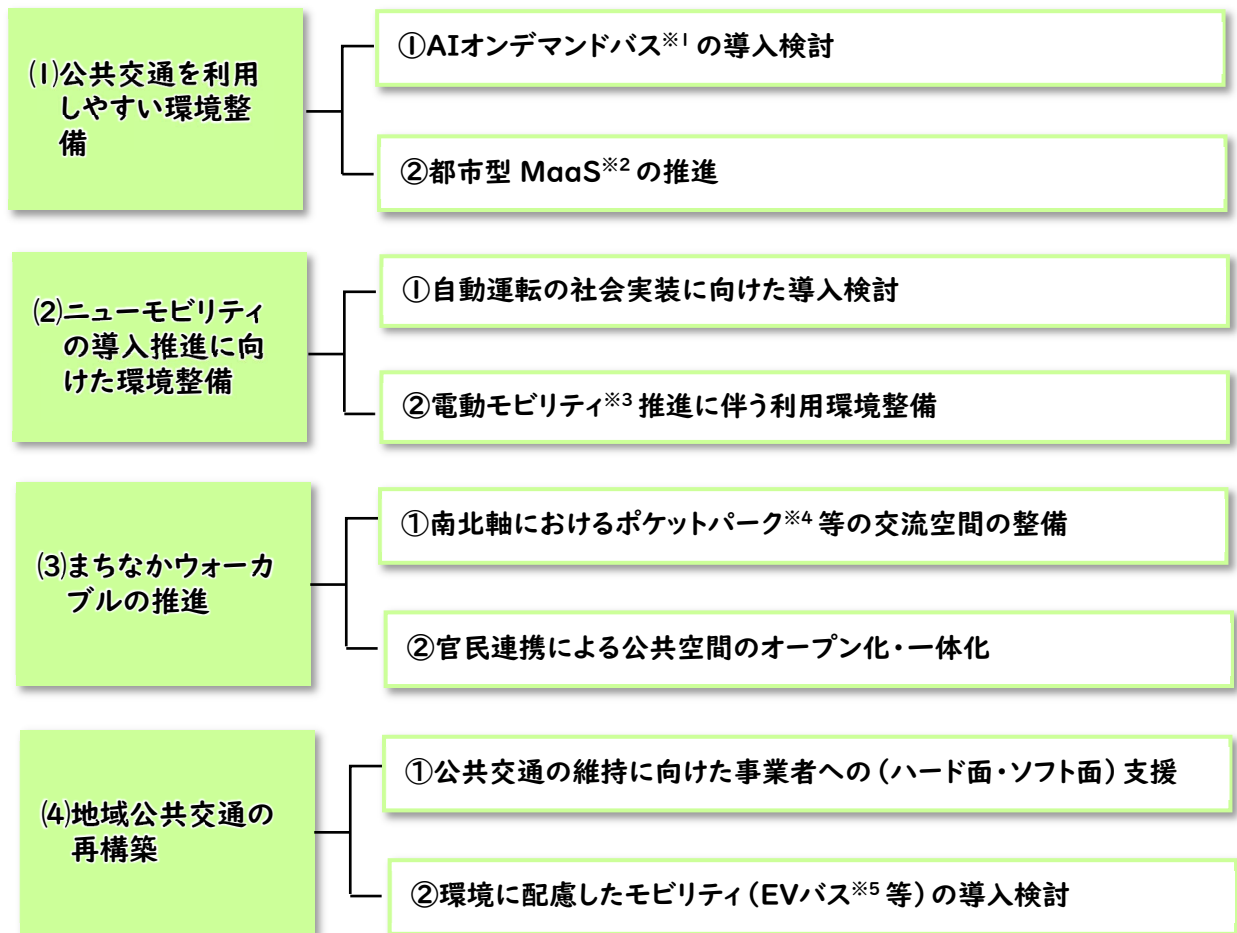 ⑴公共交通を利用
しやすい環境整
備
①AIオンデマンドバス※1の導入検討
②都市型 MaaS※2の推進
⑵ニューモビリティ
の導入推進に向
けた環境整備
①自動運転の社会実装に向けた導入検討
②電動モビリティ※3推進に伴う利用環境整備
⑶まちなかウォーカ
ブルの推進
①南北軸におけるポケットパーク※4等の交流空間の整備
②官民連携による公共空間のオープン化・一体化
⑷地域公共交通の
再構築
①公共交通の維持に向けた事業者への（ハード面・ソフト面）支援
②環境に配慮したモビリティ（EVバス※5等）の導入検討